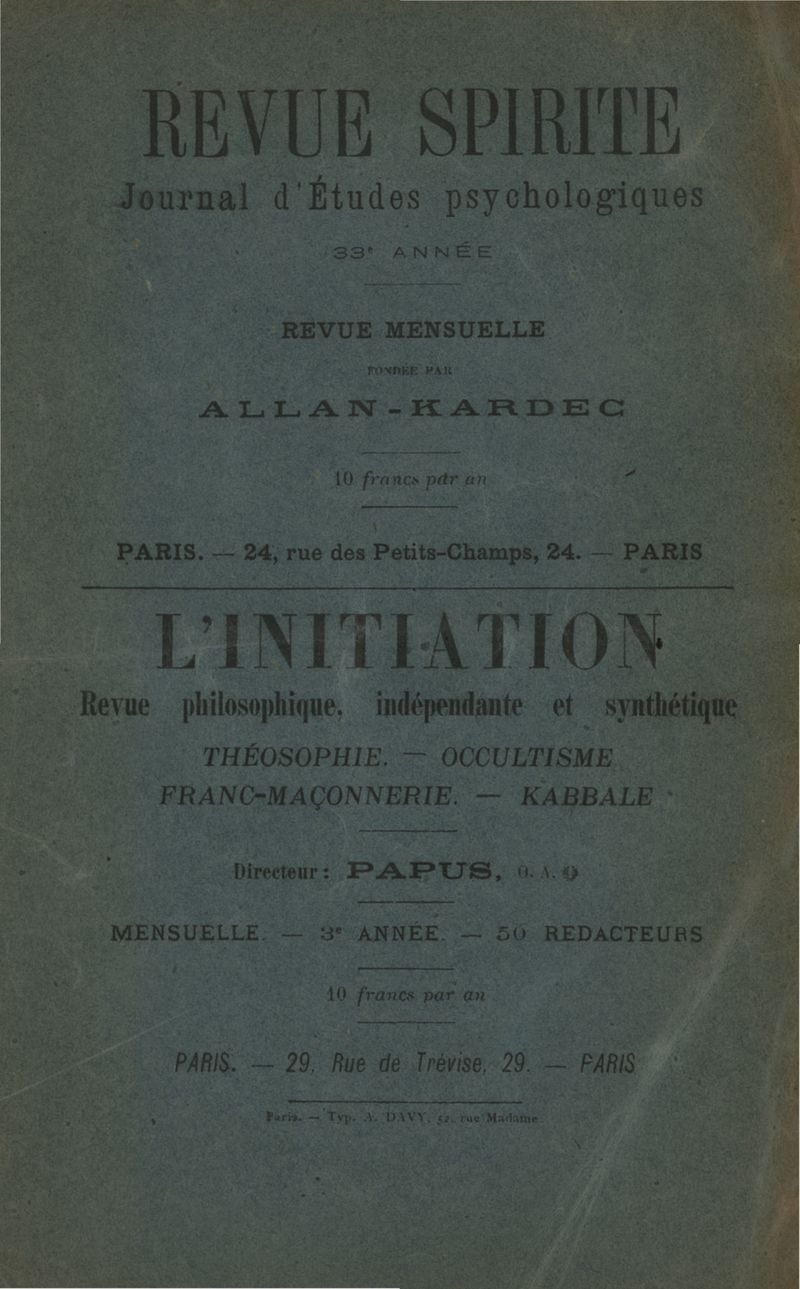 REVUE SPIRITE
Journal d'Études psychologiques
33e ANNÉE
REVUE MENSUELLE
FONDÉE PAR
ALLAN-KARDEC
10 francs par an
PARIS. — 24, rue des Petits-Champs, 24. — PARIS
L'INITIATION
Revue philosophique, indépendante et synthétique
THÉOSOPHIE. — OCCULTISME
FRANC-MAÇONNERIE. — KABBALE
Directeur : PAPUS, O. A.
MENSUELLE. — 3e ANNÉE. — 50 REDACTEURS
10 francs par an
PARIS. — 29, Rue de Trévise, 29. — PARIS
Paris. — Typ. A. DAVY, 52, rue Madame.